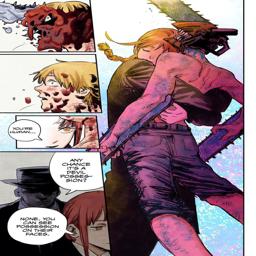 YOU'RE
HUMAN...
ANY
CHANCE
IT'S A
DEVIL
POSSES-
SION?
NONE. YOU
CAN SEE
POSSESSION
ON THEIR
FACES.